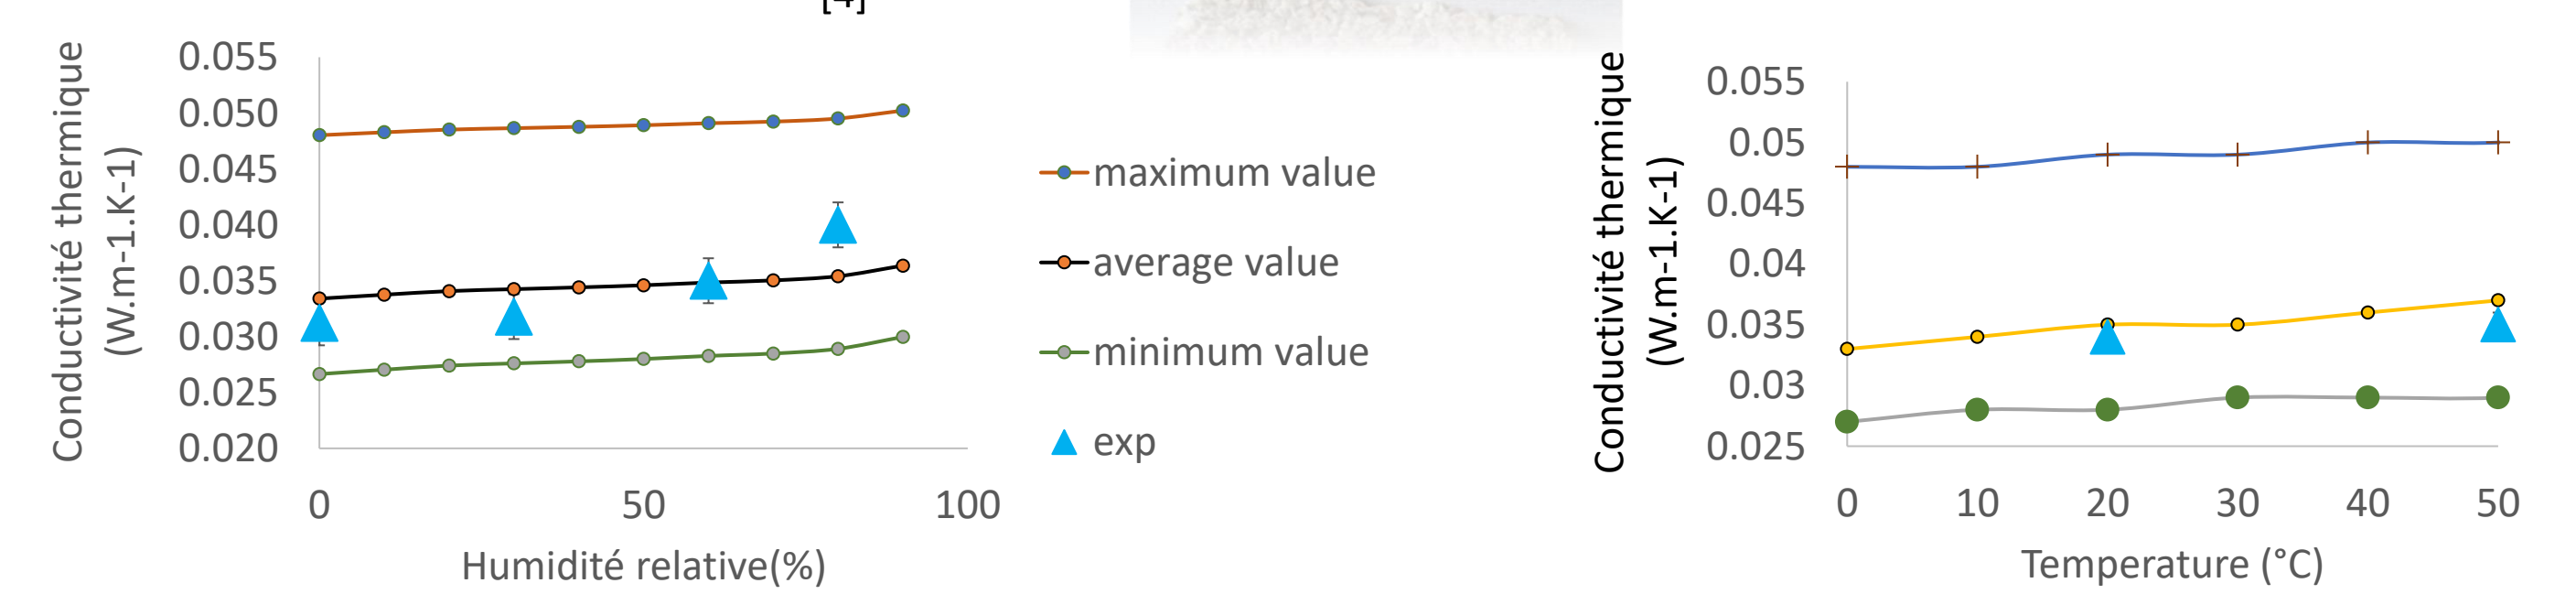 [4]
Conductivité thermique
(W.m-1.K-1)
0.055
0.050
0.045
0.040
0.035
0.030
0.025
0.020
0
50
100
Humidité relative(%)
maximum value
average value
minimum value
exp
Conductivité thermique
(W.m-1.K-1)
0.055
0.05
0.045
0.04
0.035
0.03
0.025
0
10
20
30
40
50
Temperature (°C)